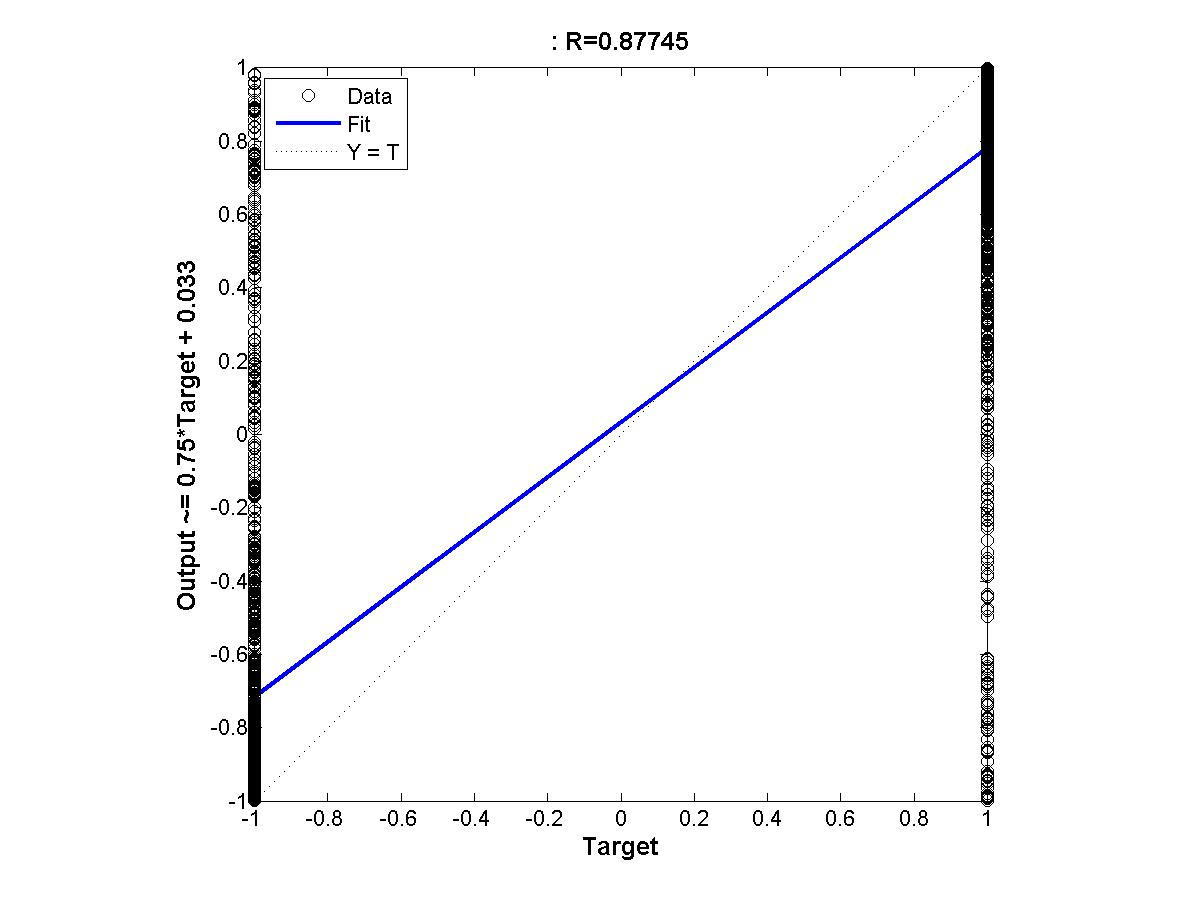 : R=0.87745
Data
Fit
Y = T
Output ~= 0.75*Target + 0.033
1
0.8
0.6
0.4
0.2
0
-0.2
-0.4
-0.6
-0.8
-1
-1 -0.8 -0.6 -0.4 -0.2 0 0.2 0.4 0.6 0.8 1
Target